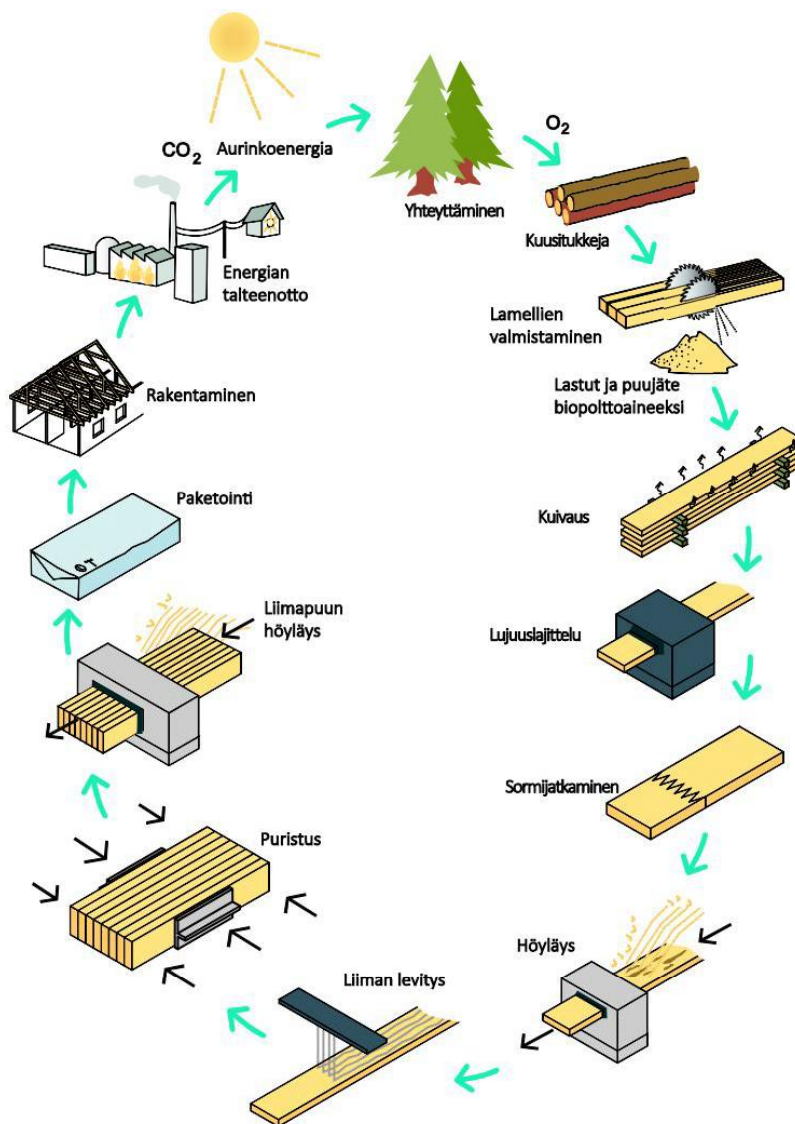 CO₂
Aurinkoenergia
Yhteyttäminen
O₂
Kuusitukkeja
Lamellien
valmistaminen
Lastut ja puujäte
biopolttoaineeksi
Kuivaus
Lujuuslajittelu
Sormijatkaminen
Höyläys
Liiman levitys
Puristus
Liimapuun
höyläys
Paketointi
Rakentaminen
Energian
talteenotto